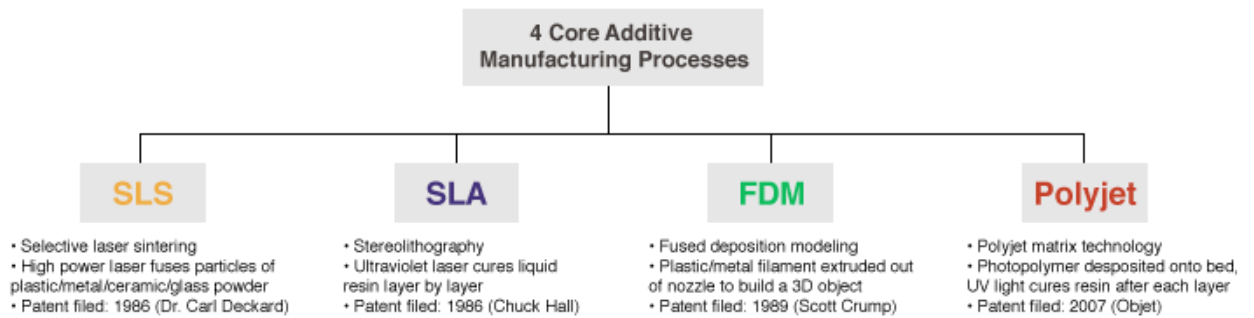 4 Core Additive
Manufacturing Processes
SLS
• Selective laser sintering
• High power laser fuses particles of
plastic/metal/ceramic/glass powder
• Patent filed: 1986 (Dr. Carl Deckard)
SLA
• Stereolithography
• Ultraviolet laser cures liquid
resin layer by layer
• Patent filed: 1986 (Chuck Hall)
FDM
• Fused deposition modeling
• Plastic/metal filament extruded out
of nozzle to build a 3D object
• Patent filed: 1989 (Scott Crump)
Polyjet
• Polyjet matrix technology
• Photopolymer desposited onto bed,
UV light cures resin after each layer
• Patent filed: 2007 (Objet)